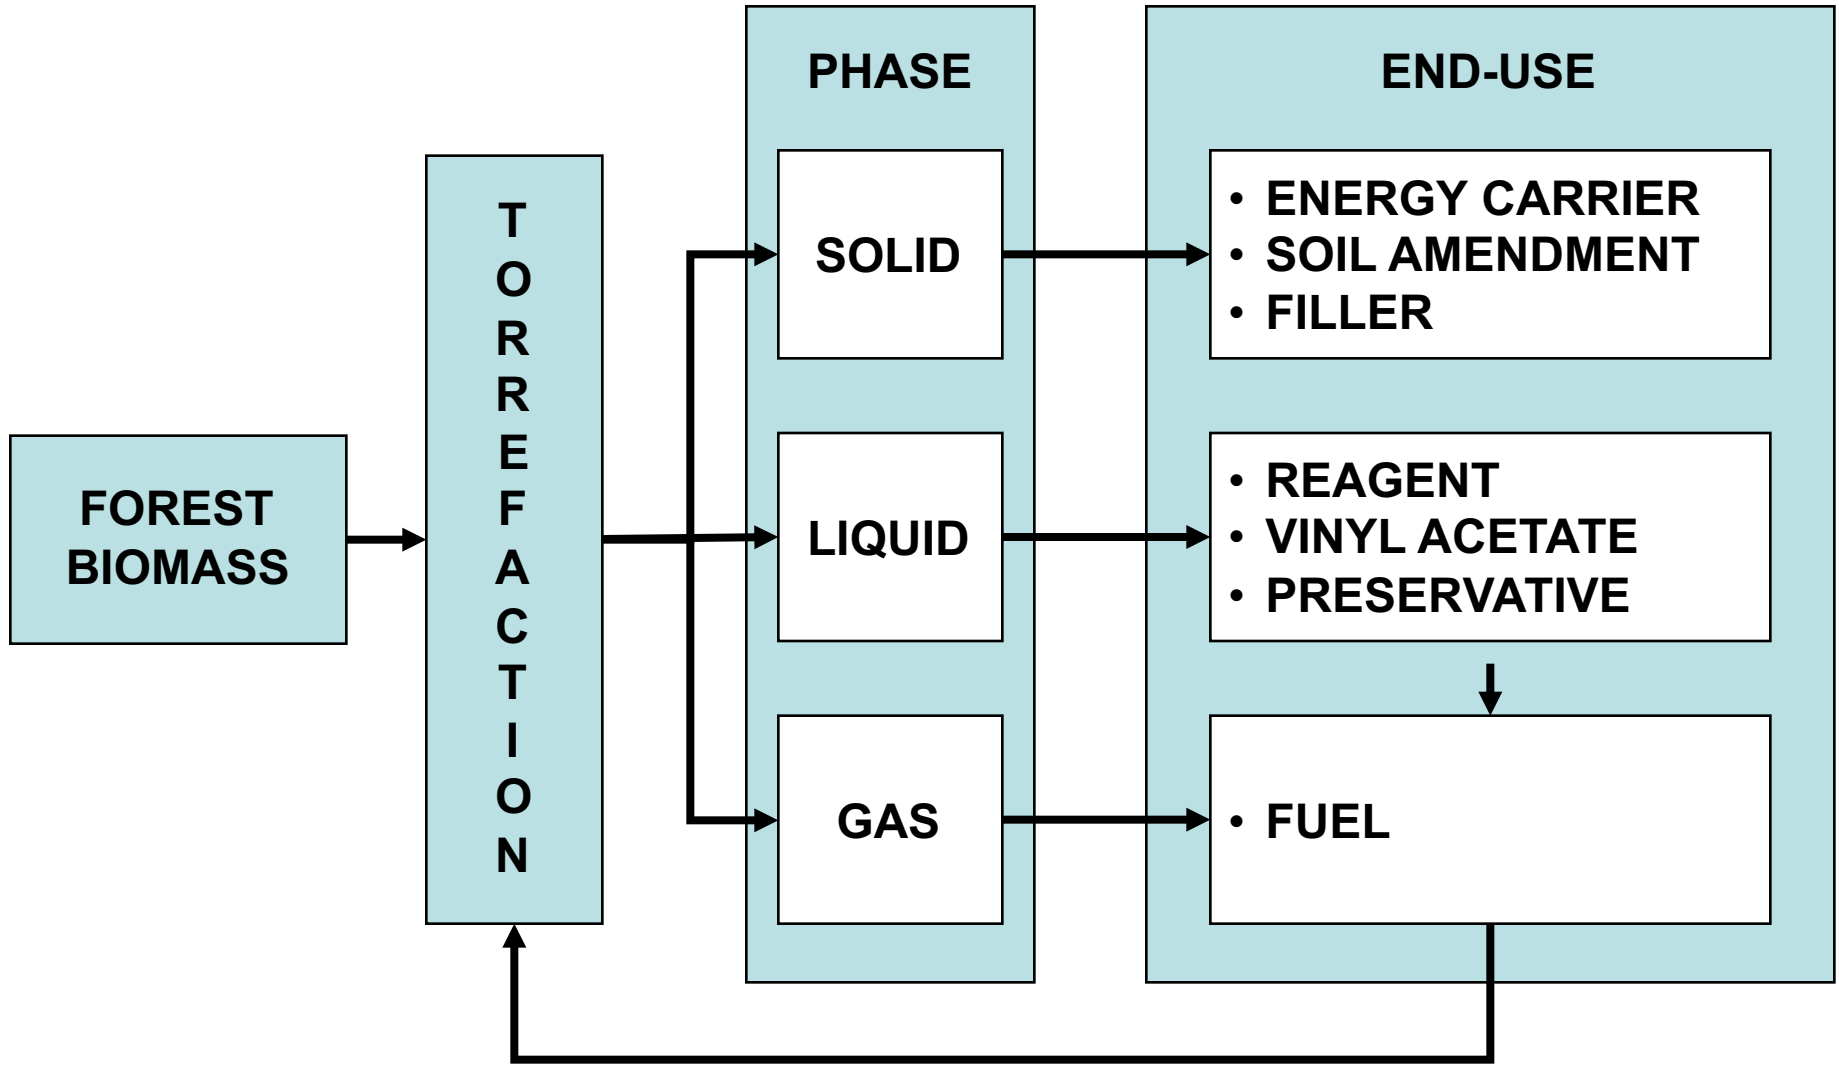 FOREST
BIOMASS
TORREFACTION
PHASE
SOLID
LIQUID
GAS
END-USE
• ENERGY CARRIER
• SOIL AMENDMENT
• FILLER
• REAGENT
• VINYL ACETATE
• PRESERVATIVE
• FUEL